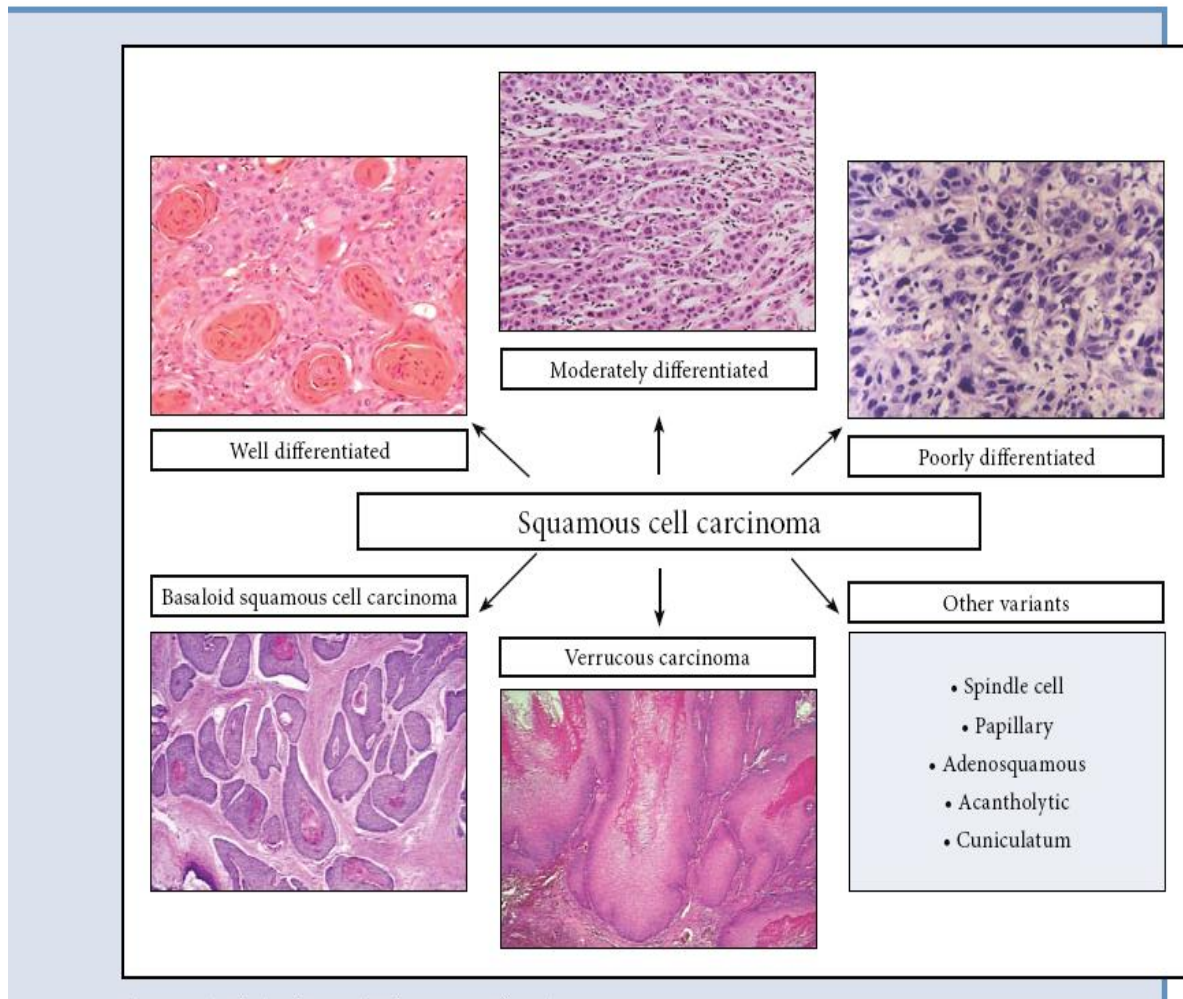 Moderately differentiated
Well differentiated
Poorly differentiated
Squamous cell carcinoma
Basaloid squamous cell carcinoma
Verrucous carcinoma
Other variants
• Spindle cell
• Papillary
• Adenosquamous
• Acantholytic
• Cuniculatum